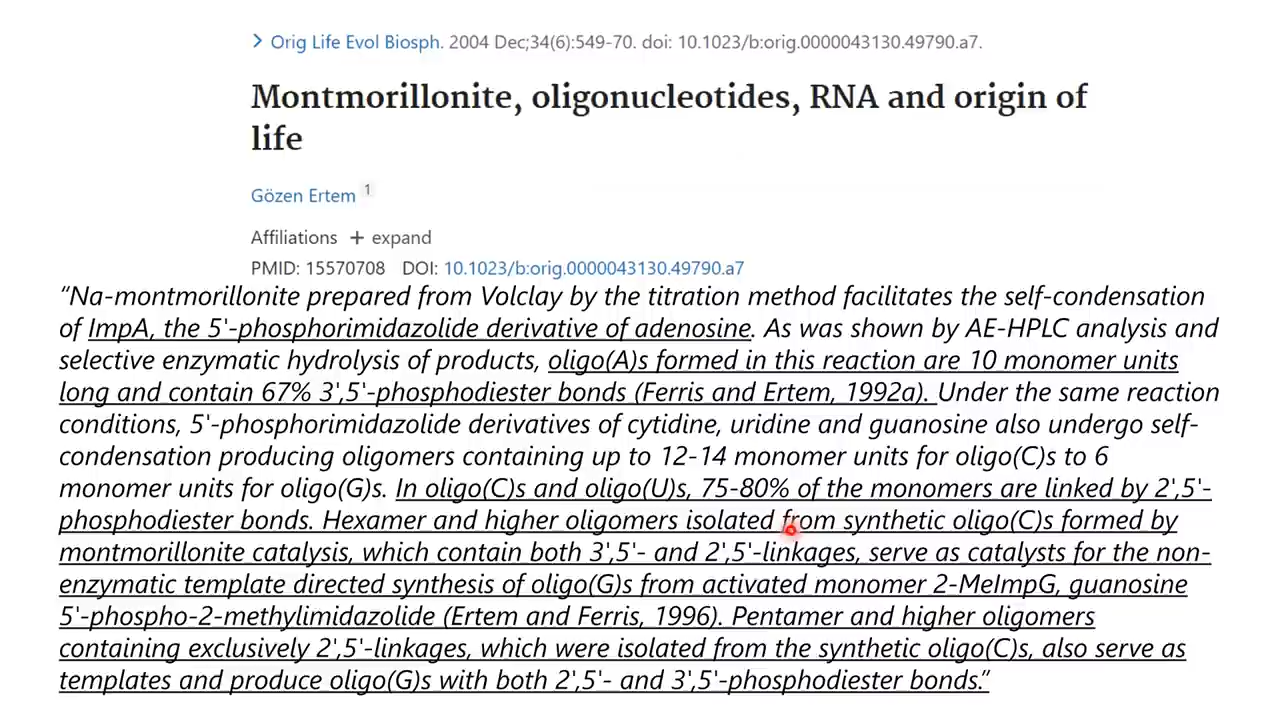 > Orig Life Evol Biosph. 2004 Dec;34(6):549-70. doi: 10.1023/b:orig.0000043130.49790.a7.
Montmorillonite, oligonucleotides, RNA and origin of
life
Gözen Ertem 1
Affiliations + expand
PMID: 15570708 DOI: 10.1023/b:orig.0000043130.49790.a7
“Na-montmorillonite prepared from Volclay by the titration method facilitates the self-condensation
of ImpA, the 5'-phosphorimidazolide derivative of adenosine. As was shown by AE-HPLC analysis and
selective enzymatic hydrolysis of products, oligo(A)s formed in this reaction are 10 monomer units
long and contain 67% 3',5'-phosphodiester bonds (Ferris and Ertem, 1992a). Under the same reaction
conditions, 5'-phosphorimidazolide derivatives of cytidine, uridine and guanosine also undergo self-
condensation producing oligomers containing up to 12-14 monomer units for oligo(C)s to 6
monomer units for oligo(G)s. In oligo(C)s and oligo(U)s, 75-80% of the monomers are linked by 2',5'-
phosphodiester bonds. Hexamer and higher oligomers isolated from synthetic oligo(C)s formed by
montmorillonite catalysis, which contain both 3',5'- and 2',5'-linkages, serve as catalysts for the non-
enzymatic template directed synthesis of oligo(G)s from activated monomer 2-MeImpG, guanosine
5'-phospho-2-methylimidazolide (Ertem and Ferris, 1996). Pentamer and higher oligomers
containing exclusively 2',5'-linkages, which were isolated from the synthetic oligo(C)s, also serve as
templates and produce oligo(G)s with both 2',5'- and 3',5'-phosphodiester bonds.”